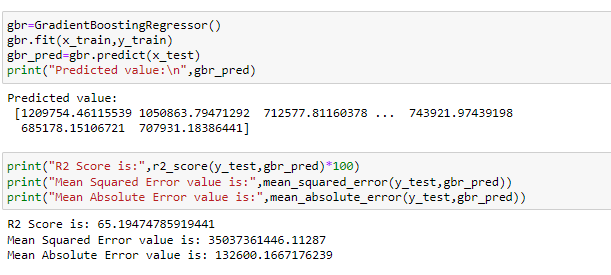 gbr=GradientBoostingRegressor()
gbr.fit(x_train,y_train)
gbr_pred=gbr.predict(x_test)
print("Predicted value:\n",gbr_pred)
Predicted value:
[1209754.46115539 1050863.79471292 712577.81160378 ... 743921.97439198
685178.15106721 707931.18386441]
print("R2 Score is:",r2_score(y_test,gbr_pred)*100)
print("Mean Squared Error value is:",mean_squared_error(y_test,gbr_pred))
print("Mean Absolute Error value is:",mean_absolute_error(y_test,gbr_pred))
R2 Score is: 65.19474785919441
Mean Squared Error value is: 35037361446.11287
Mean Absolute Error value is: 132600.1667176239